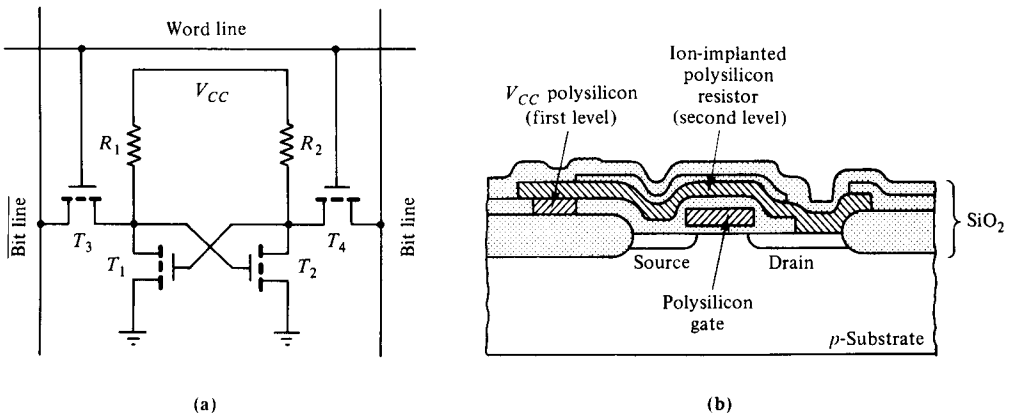 Word line
V_CC
R_1
R_2
T_3
T_4
T_1
T_2
Bit line
Bit line
(a)
Ion-implanted
polysilicon
resistor
(second level)
V_CC polysilicon
(first level)
SiO_2
Source
Drain
Polysilicon
gate
p-Substrate
(b)